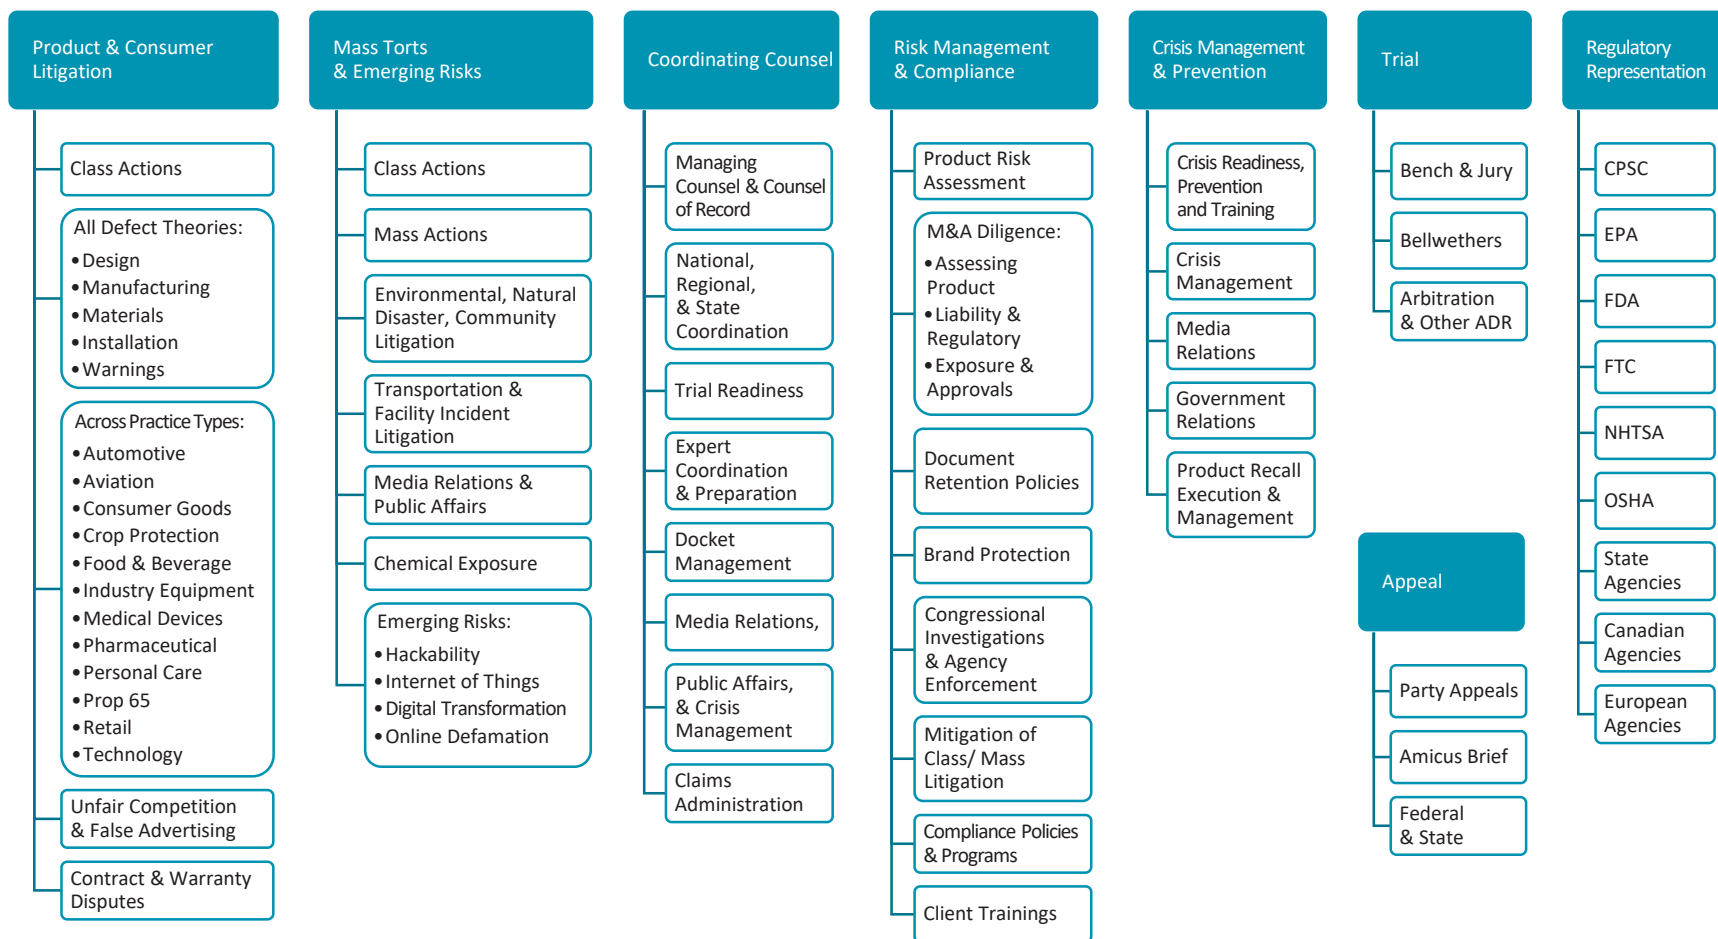 Product & Consumer
Litigation
Class Actions
All Defect Theories:
• Design
• Manufacturing
• Materials
• Installation
• Warnings
Across Practice Types:
• Automotive
• Aviation
• Consumer Goods
• Crop Protection
• Food & Beverage
• Industry Equipment
• Medical Devices
• Pharmaceutical
• Personal Care
• Prop 65
• Retail
• Technology
Unfair Competition
& False Advertising
Contract & Warranty
Disputes
Mass Torts
& Emerging Risks
Class Actions
Mass Actions
Environmental, Natural
Disaster, Community
Litigation
Transportation &
Facility Incident
Litigation
Media Relations &
Public Affairs
Chemical Exposure
Emerging Risks:
• Hackability
• Internet of Things
• Digital Transformation
• Online Defamation
Coordinating Counsel
Managing
Counsel & Counsel
of Record
National,
Regional,
& State
Coordination
Trial Readiness
Expert
Coordination
& Preparation
Docket
Management
Media Relations,
Public Affairs,
& Crisis
Management
Claims
Administration
Risk Management
& Compliance
Product Risk
Assessment
M&A Diligence:
• Assessing
Product
• Liability &
Regulatory
• Exposure &
Approvals
Document
Retention Policies
Brand Protection
Congressional
Investigations
& Agency
Enforcement
Mitigation of
Class/ Mass
Litigation
Compliance Policies
& Programs
Client Trainings
Crisis Management
& Prevention
Crisis Readiness,
Prevention
and Training
Crisis
Management
Media
Relations
Government
Relations
Product Recall
Execution &
Management
Trial
Bench & Jury
Bellwethers
Arbitration
& Other ADR
Appeal
Party Appeals
Amicus Brief
Federal
& State
Regulatory
Representation
CPSC
EPA
FDA
FTC
NHTSA
OSHA
State
Agencies
Canadian
Agencies
European
Agencies